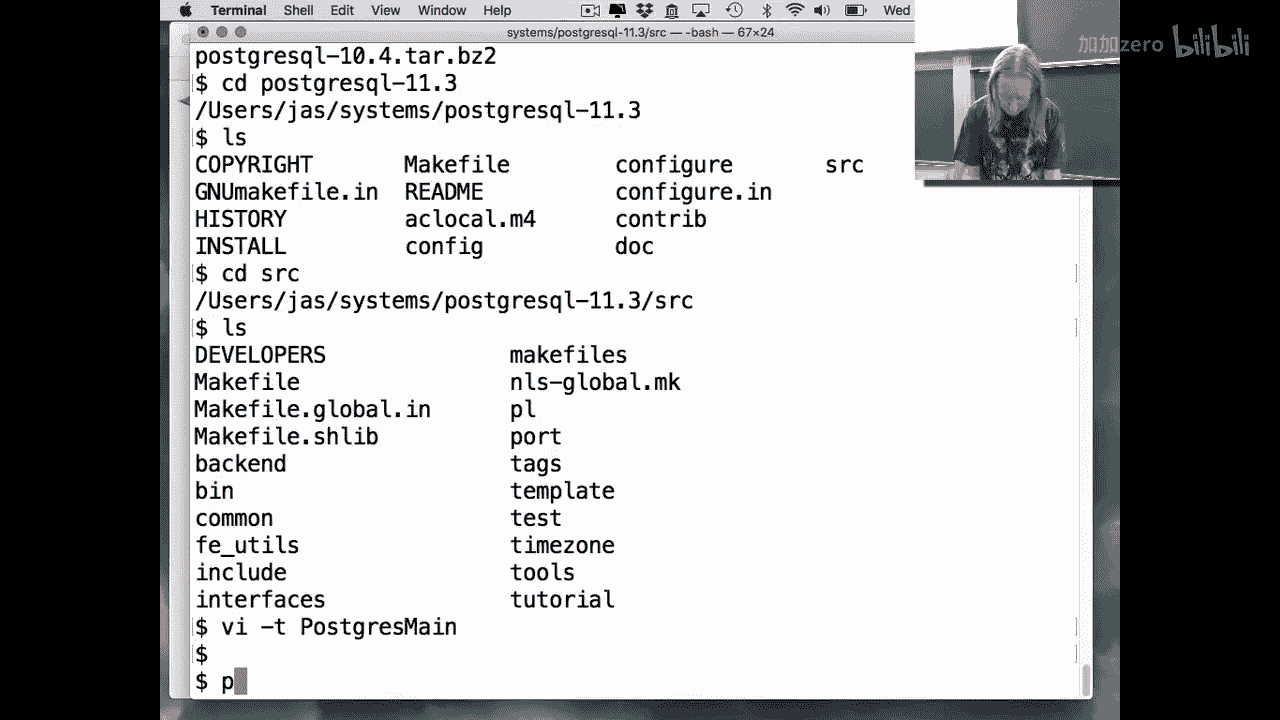 Terminal Shell Edit View Window Help Wed
加加zero bilibili
systems/postgresql-11.3/src — -bash — 67×24
postgresql-10.4.tar.bz2
$ cd postgresql-11.3
/Users/jas/systems/postgresql-11.3
$ ls
COPYRIGHT Makefile configure src
GNUmakefile.in README configure.in
HISTORY aclocal.m4 contrib
INSTALL config doc
$ cd src
/Users/jas/systems/postgresql-11.3/src
$ ls
DEVELOPERS makefiles
Makefile nls-global.mk
Makefile.global.in pl
Makefile.shlib port
backend tags
bin template
common test
fe_utils timezone
include tools
interfaces tutorial
$ vi -t PostgresMain
$
$ p